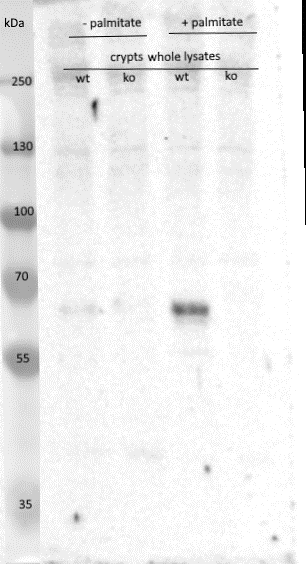 kDa
- palmitate + palmitate
crypts whole lysates
wt ko wt ko
250
130
100
70
55
35